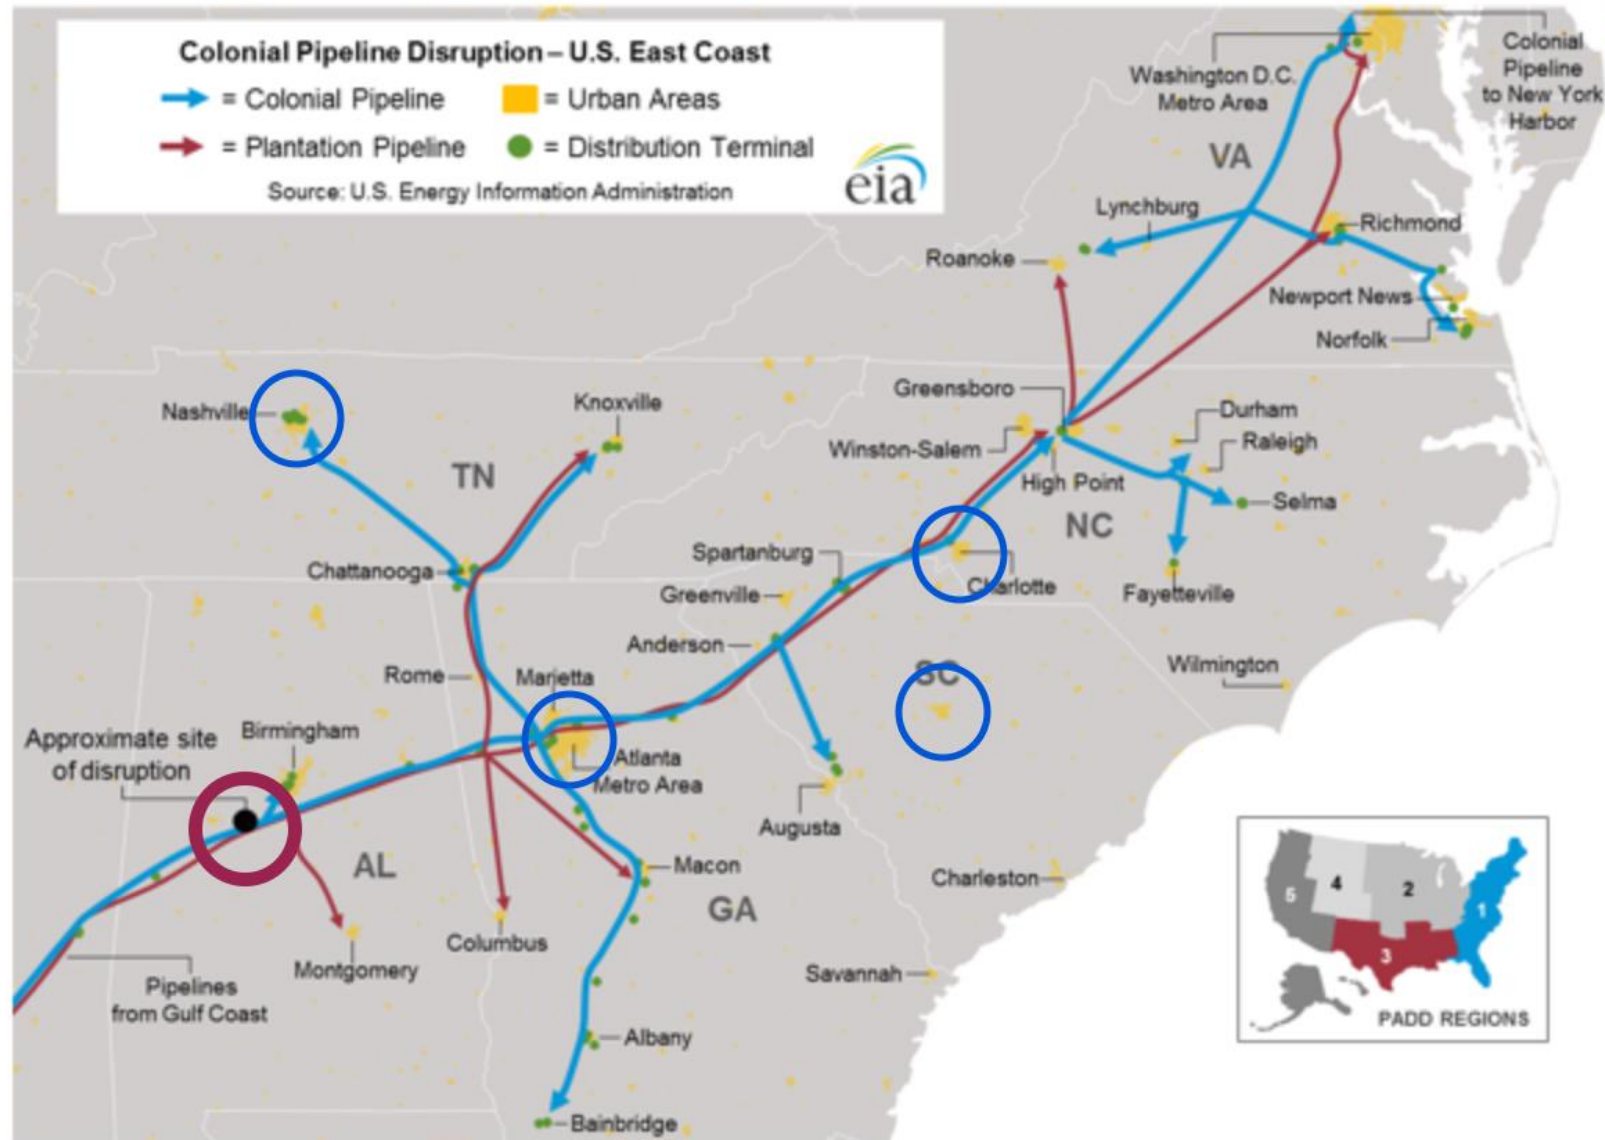 Colonial Pipeline Disruption – U.S. East Coast
= Colonial Pipeline
= Urban Areas
= Plantation Pipeline
= Distribution Terminal
Source: U.S. Energy Information Administration
eia
Washington D.C.
Metro Area
Colonial
Pipeline
to New York
Harbor
VA
Lynchburg
Richmond
Roanoke
Newport News
Norfolk
Greensboro
Nashville
Knoxville
Durham
Winston-Salem
Raleigh
TN
High Point
Selma
NC
Spartanburg
Chattanooga
Charlotte
Greenville
Fayetteville
Anderson
Rome
Marietta
SC
Wilmington
Approximate site
of disruption
Birmingham
Atlanta
Metro Area
Augusta
AL
Macon
Charleston
GA
Columbus
Montgomery
Savannah
Pipelines
from Gulf Coast
Albany
Bainbridge
5
4
2
1
3
PADD REGIONS